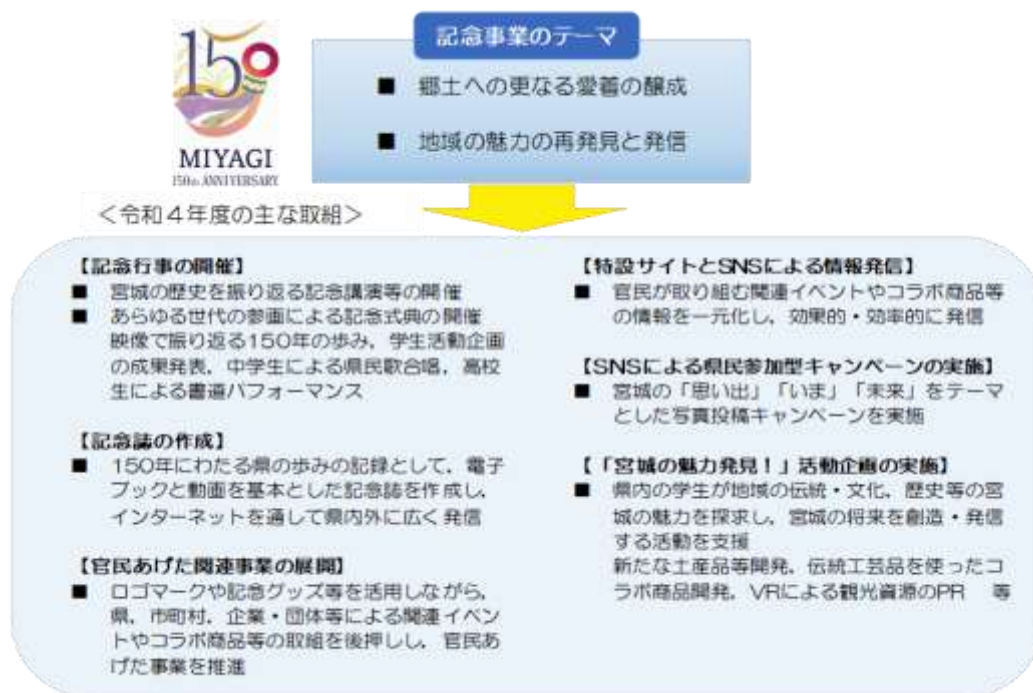 150
MIYAGI
150th ANNIVERSARY
記念事業のテーマ
■ 郷土への更なる愛着の醸成
■ 地域の魅力の再発見と発信
＜令和４年度の主な取組＞
【記念行事の開催】
■ 宮城の歴史を振り返る記念講演等の開催
■ あらゆる世代の参画による記念式典の開催
映像で振り返る150年の歩み，学生活動企画
の成果発表，中学生による県民歌合唱，高校
生による書道パフォーマンス
【記念誌の作成】
■ 150年にわたる県の歩みの記録として，電子
ブックと動画を基本とした記念誌を作成し，
インターネットを通して県内外に広く発信
【官民あげた関連事業の展開】
■ ロゴマークや記念グッズ等を活用しながら，
県，市町村，企業・団体等による関連イベン
トやコラボ商品等の取組を後押しし，官民あ
げた事業を推進
【特設サイトとSNSによる情報発信】
■ 官民が取り組む関連イベントやコラボ商品等
の情報を一元化し，効果的・効率的に発信
【SNSによる県民参加型キャンペーンの実施】
■ 宮城の「思い出」「いま」「未来」をテーマ
とした写真投稿キャンペーンを実施
【「宮城の魅力発見！」活動企画の実施】
■ 県内の学生が地域の伝統・文化，歴史等の宮
城の魅力を探求し，宮城の将来を創造・発信
する活動を支援
新たな土産品等開発，伝統工芸品を使ったコ
ラボ商品開発，VRによる観光資源のPR 等